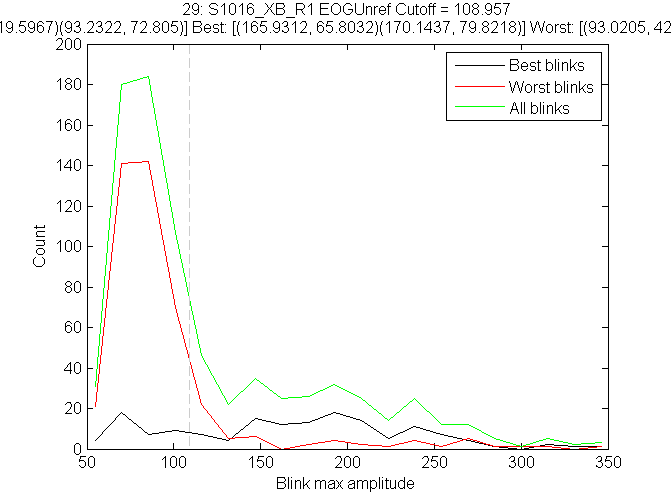 29: S1016_XB_R1 EOGUnref Cutoff = 108.957
19.5967)(93.2322, 72.805)] Best: [(165.9312, 65.8032)(170.1437, 79.8218)] Worst: [(93.0205, 42
200
180
160
140
120
100
80
60
40
20
0
Count
50
100
150
200
250
300
350
Blink max amplitude
Best blinks
Worst blinks
All blinks